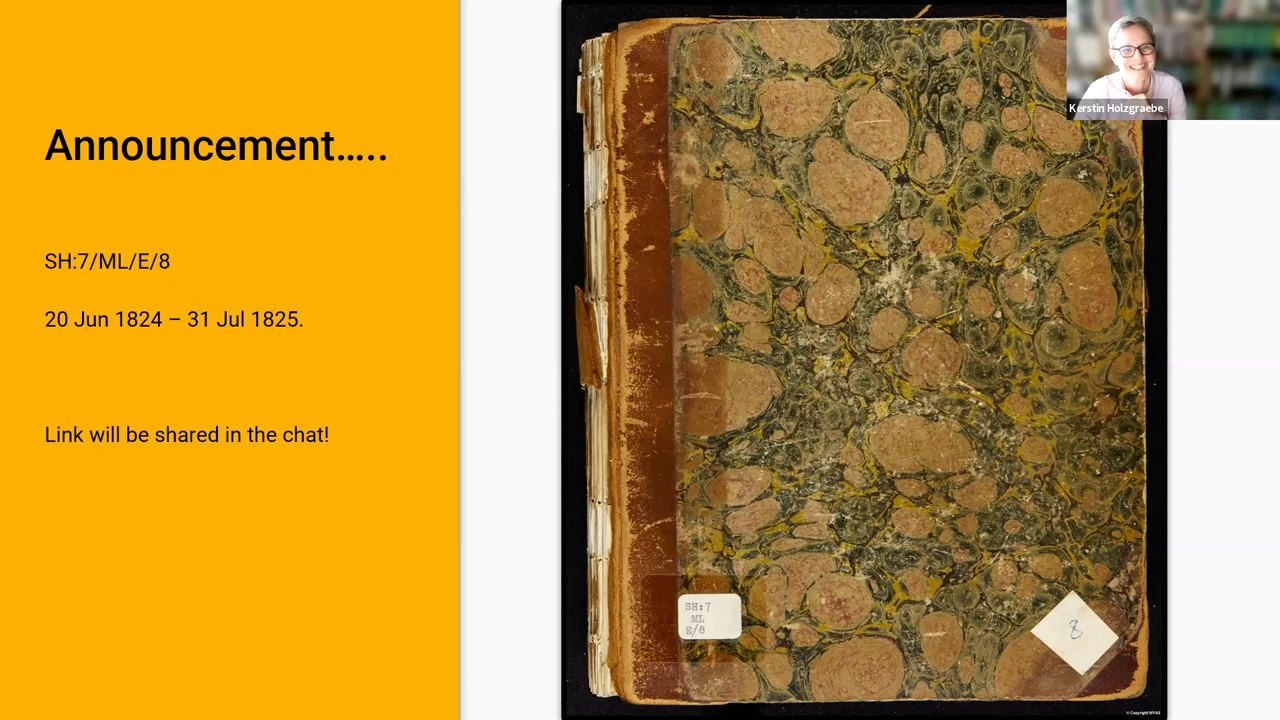 Announcement…..
SH:7/ML/E/8
20 Jun 1824 – 31 Jul 1825.
Link will be shared in the chat!
Kerstin Holzgraebe
SH:7
ML
E/8
8
© Copyright WYAS